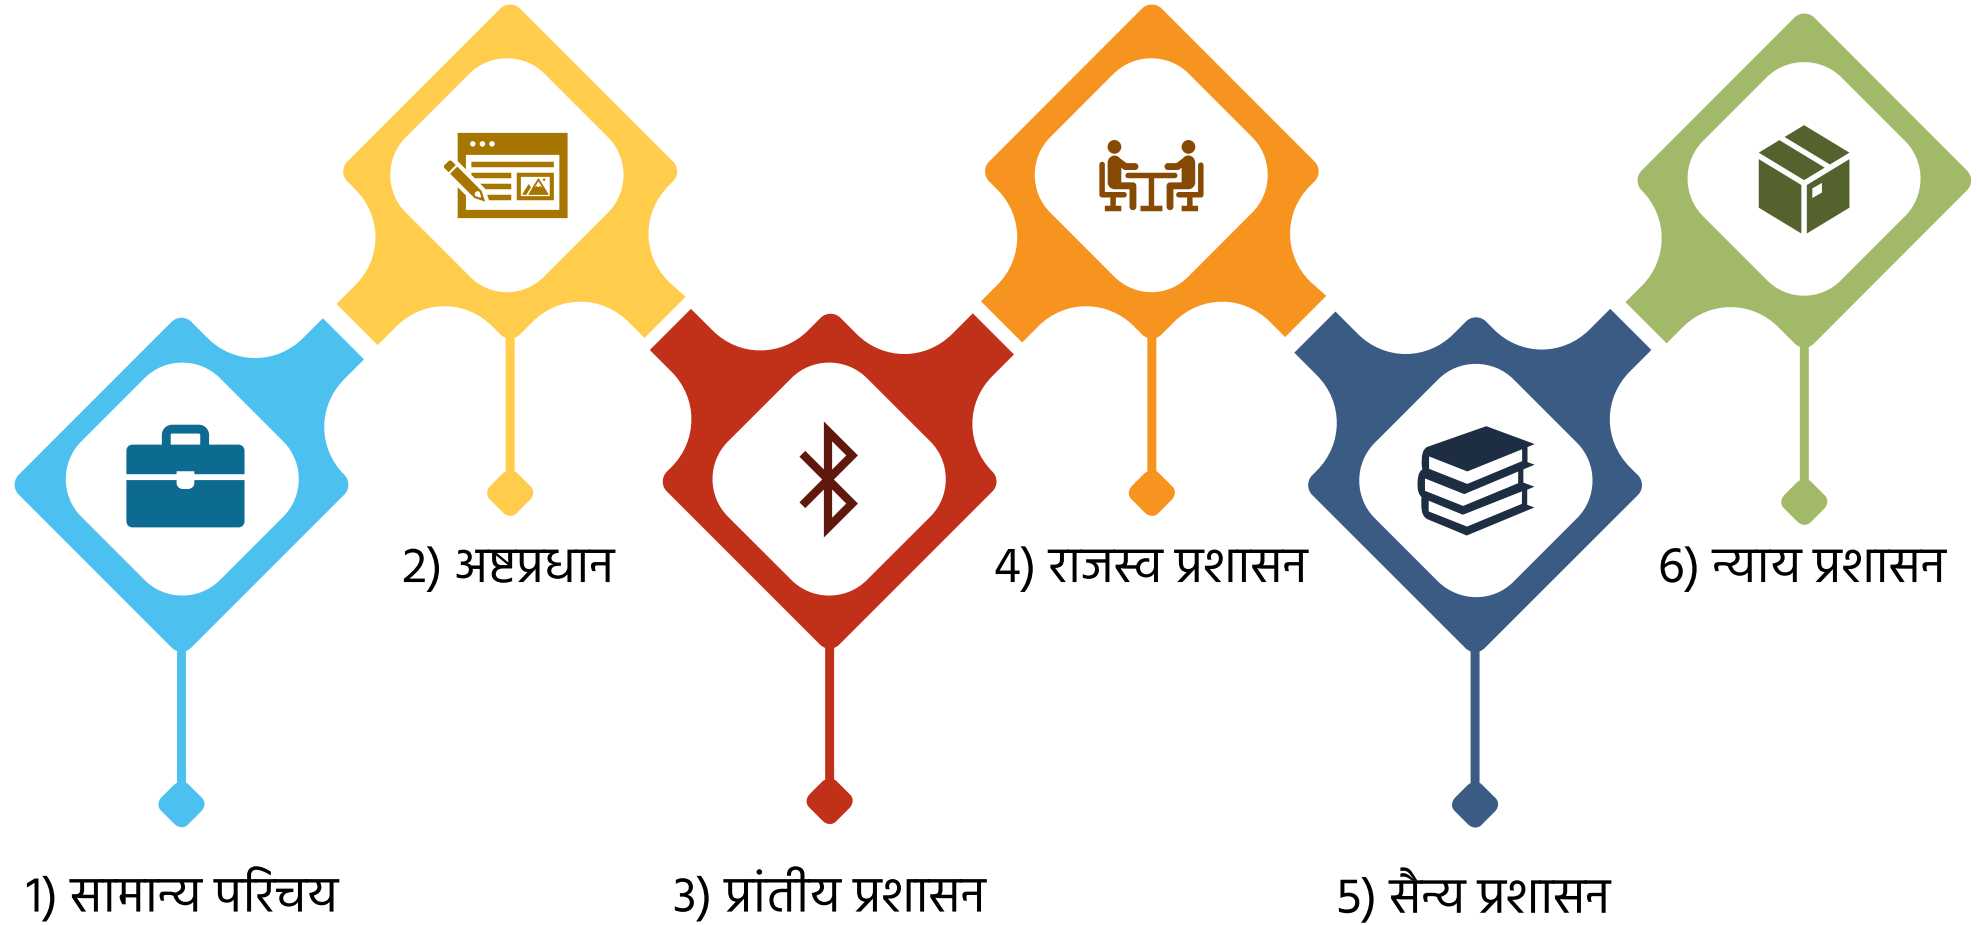 1) सामान्य परिचय
2) अष्टप्रधान
3) प्रांतीय प्रशासन
4) राजस्व प्रशासन
5) सैन्य प्रशासन
6) न्याय प्रशासन